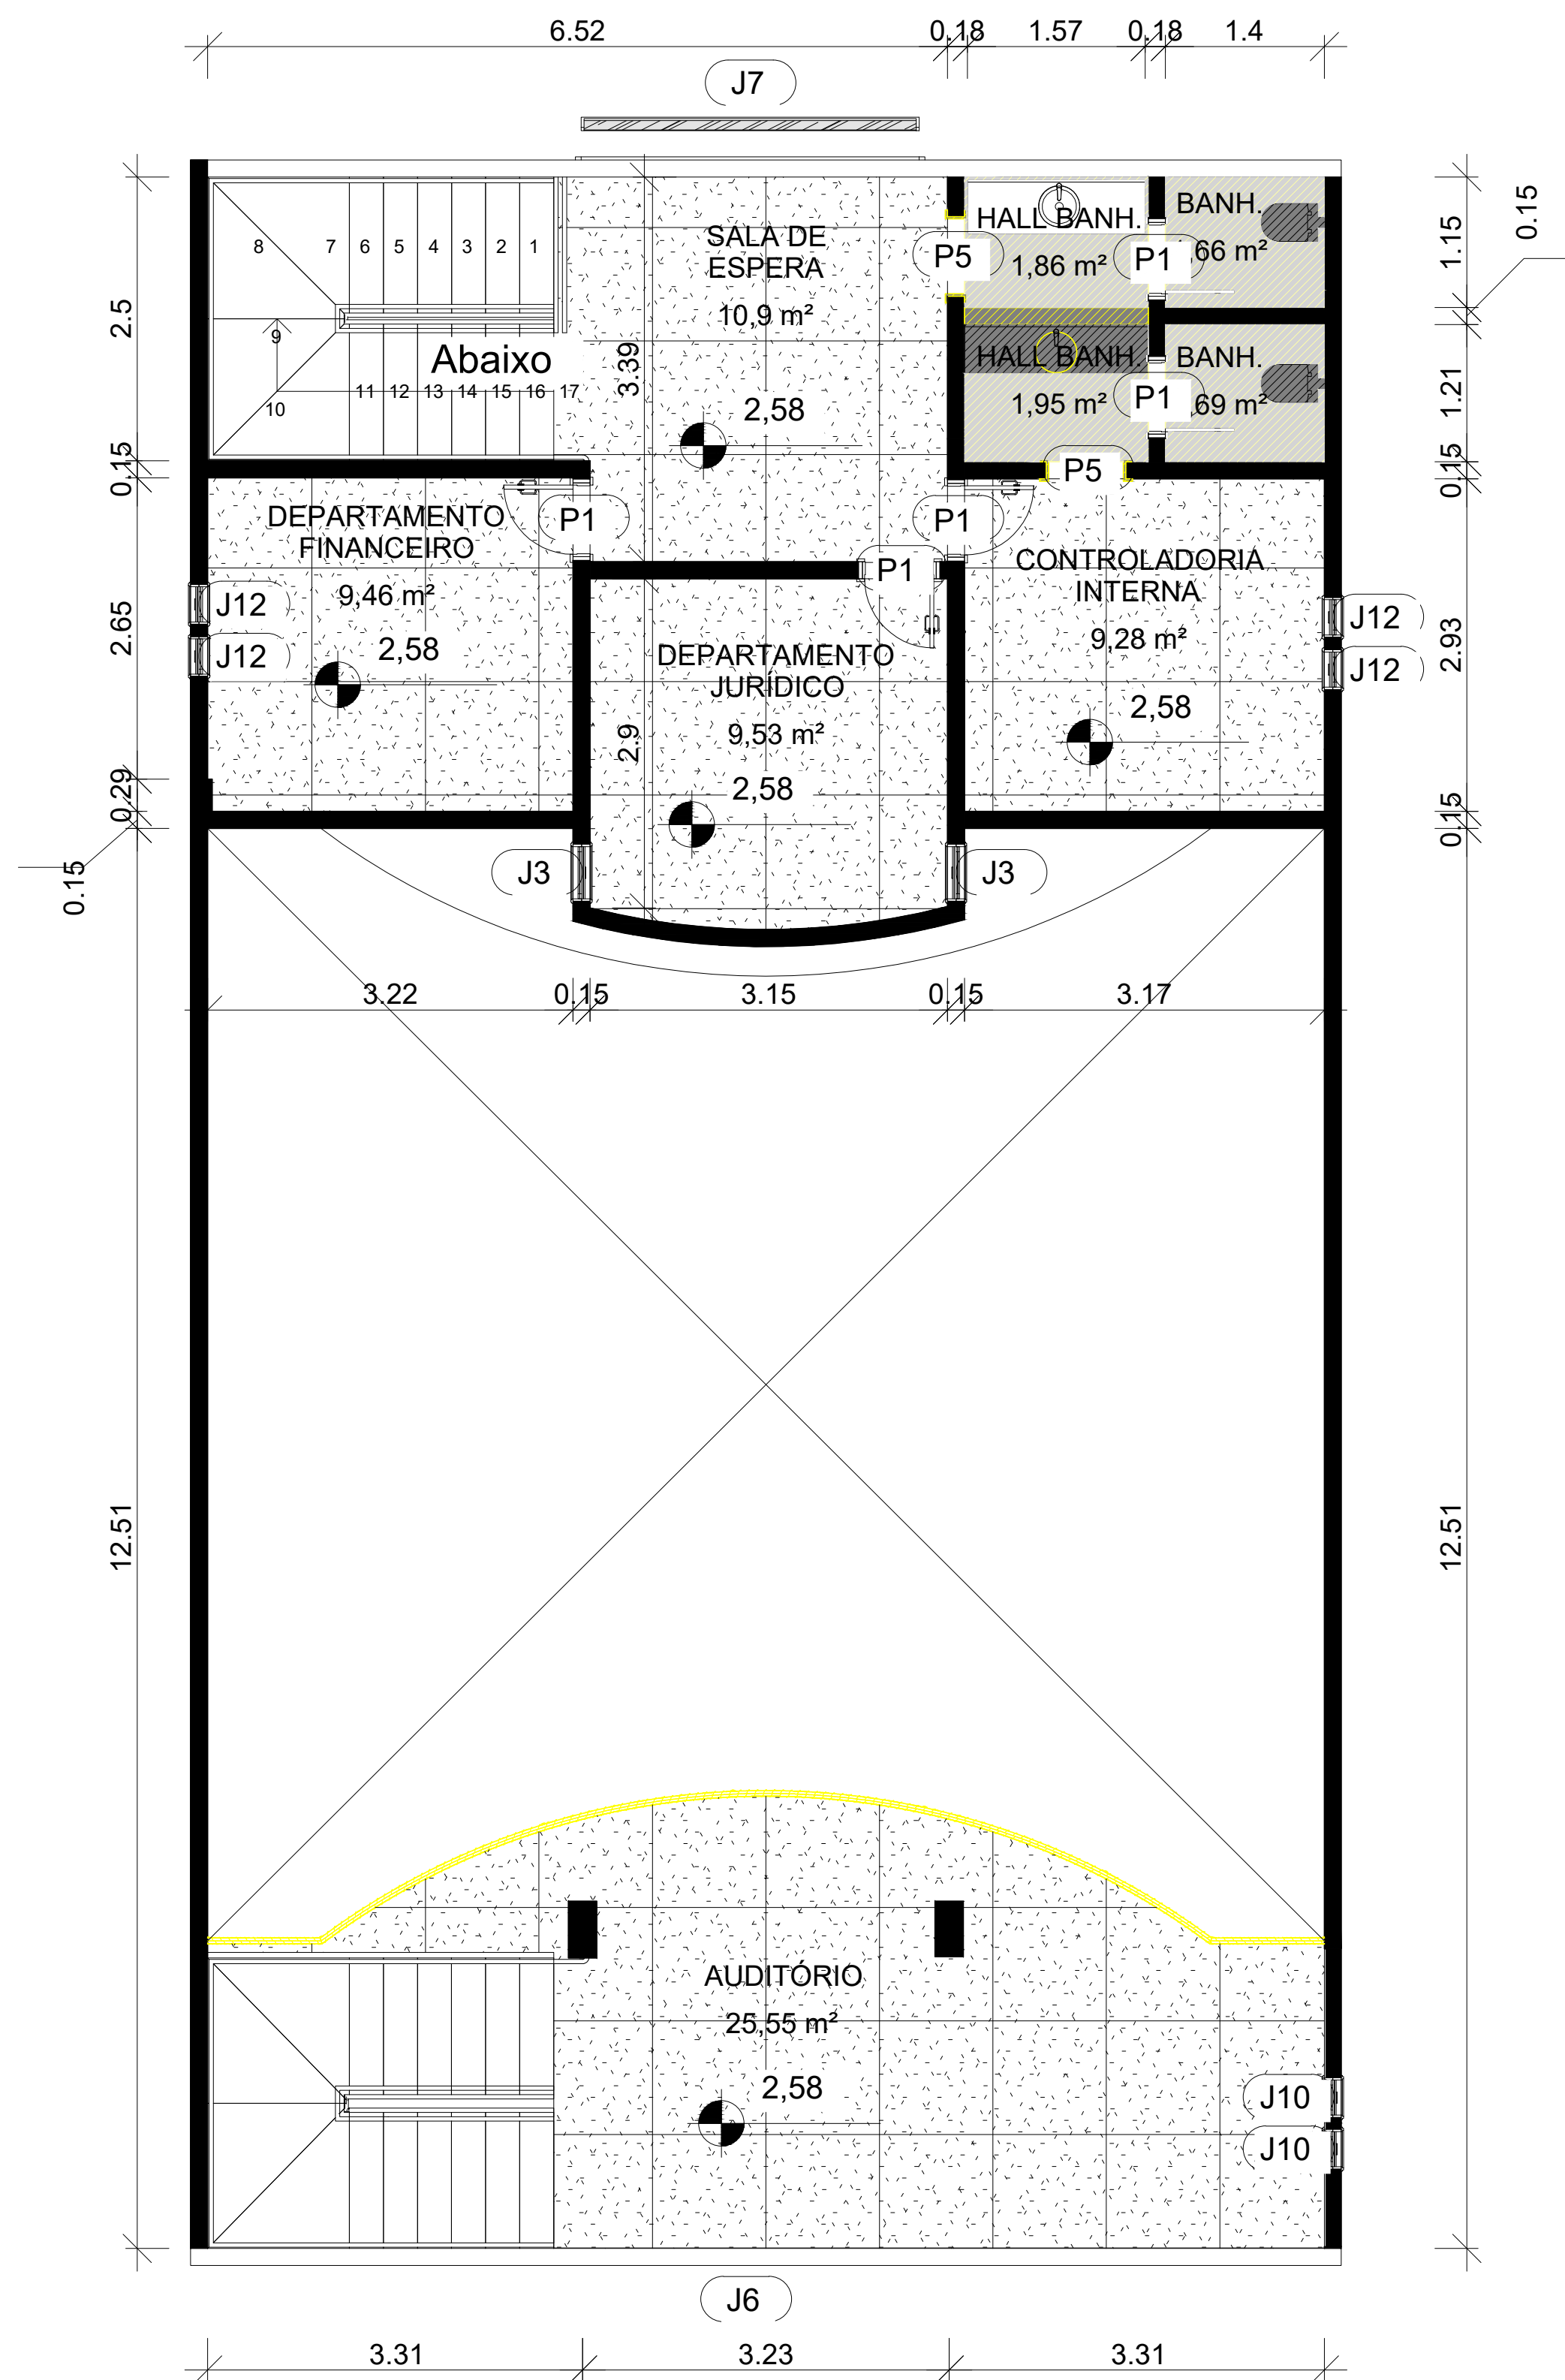 6.52
0.18
1.57
0.18
1.4
J7
0.15
1.15
HALL BANH.
BANH.
SALA DE
ESPERA
P5
1,86 m²
P1
,66 m²
10,9 m²
8 7 6 5 4 3 2 1
2.5
9
Abaixo
3.39
HALL BANH.
BANH.
1,95 m²
P1
,69 m²
1.21
10
11 12 13 14 15 16 17
2,58
0.15
P5
0.15
DEPARTAMENTO
FINANCEIRO
P1
P1
P1
CONTROLADORIA
INTERNA
9,46 m²
J12
2.65
J12
2,58
9,28 m²
J12
2.93
J12
DEPARTAMENTO
JURÍDICO
2.9
9,53 m²
2,58
2,58
0.29
0.15
0.15
J3
J3
3.22
0.15
3.15
0.15
3.17
12.51
12.51
AUDITÓRIO
25,55 m²
2,58
J10
J10
J6
3.31
3.23
3.31